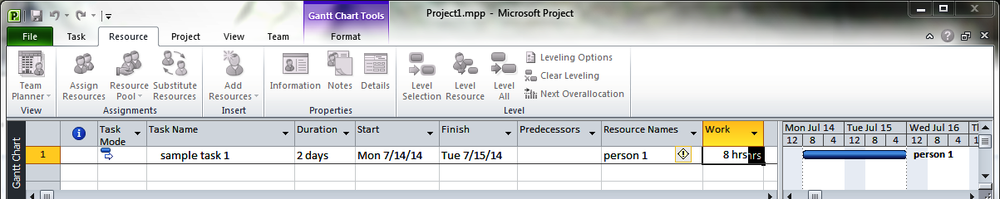 Gantt Chart Tools
Project1.mpp - Microsoft Project
File Task Resource Project View Team Format
Team Planner
Assign Resources
Resource Pool
Substitute Resources
Add Resources
Information
Notes
Details
Level Selection
Level Resource
Level All
Leveling Options
Clear Leveling
Next Overallocation
View Assignments Insert Properties Level
Gantt Chart
Task Mode
Task Name
Duration
Start
Finish
Predecessors
Resource Names
Work
Mon Jul 14 Tue Jul 15 Wed Jul 16 Th
12 8 4 12 8 4 12 8 4 12
1 sample task 1 2 days Mon 7/14/14 Tue 7/15/14 person 1 8 hrs hrs
person 1